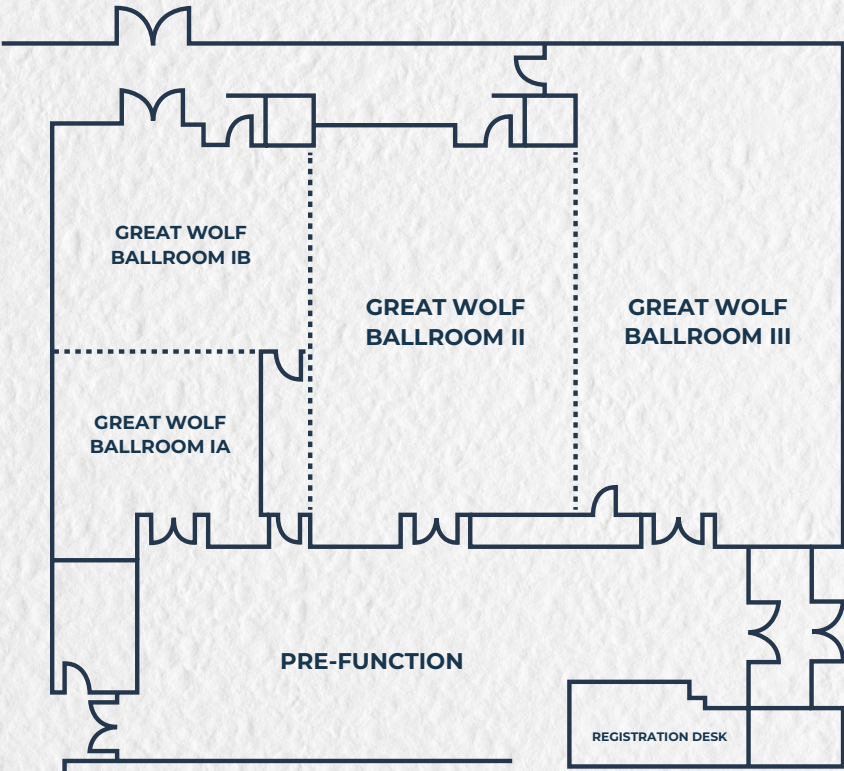 GREAT WOLF
BALLROOM IB
GREAT WOLF
BALLROOM II
GREAT WOLF
BALLROOM III
GREAT WOLF
BALLROOM IA
PRE-FUNCTION
REGISTRATION DESK